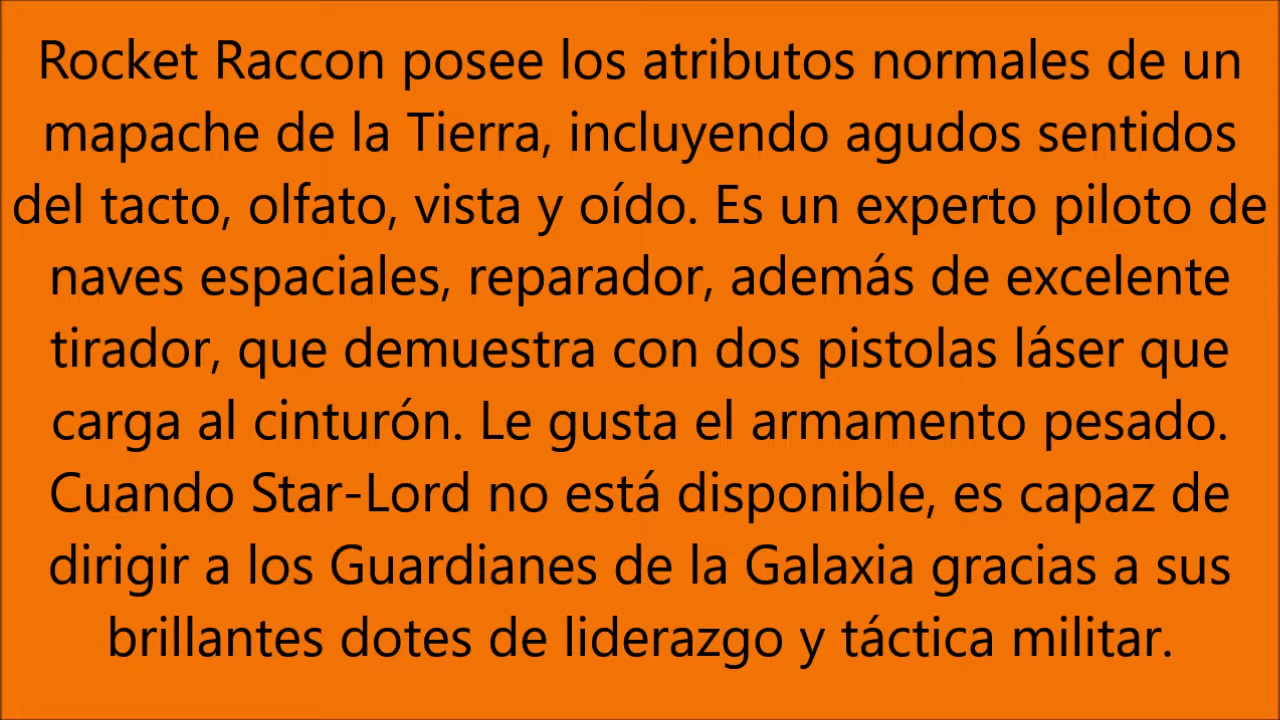 Rocket Raccon posee los atributos normales de un
mapache de la Tierra, incluyendo agudos sentidos
del tacto, olfato, vista y oído. Es un experto piloto de
naves espaciales, reparador, además de excelente
tirador, que demuestra con dos pistolas láser que
carga al cinturón. Le gusta el armamento pesado.
Cuando Star-Lord no está disponible, es capaz de
dirigir a los Guardianes de la Galaxia gracias a sus
brillantes dotes de liderazgo y táctica militar.